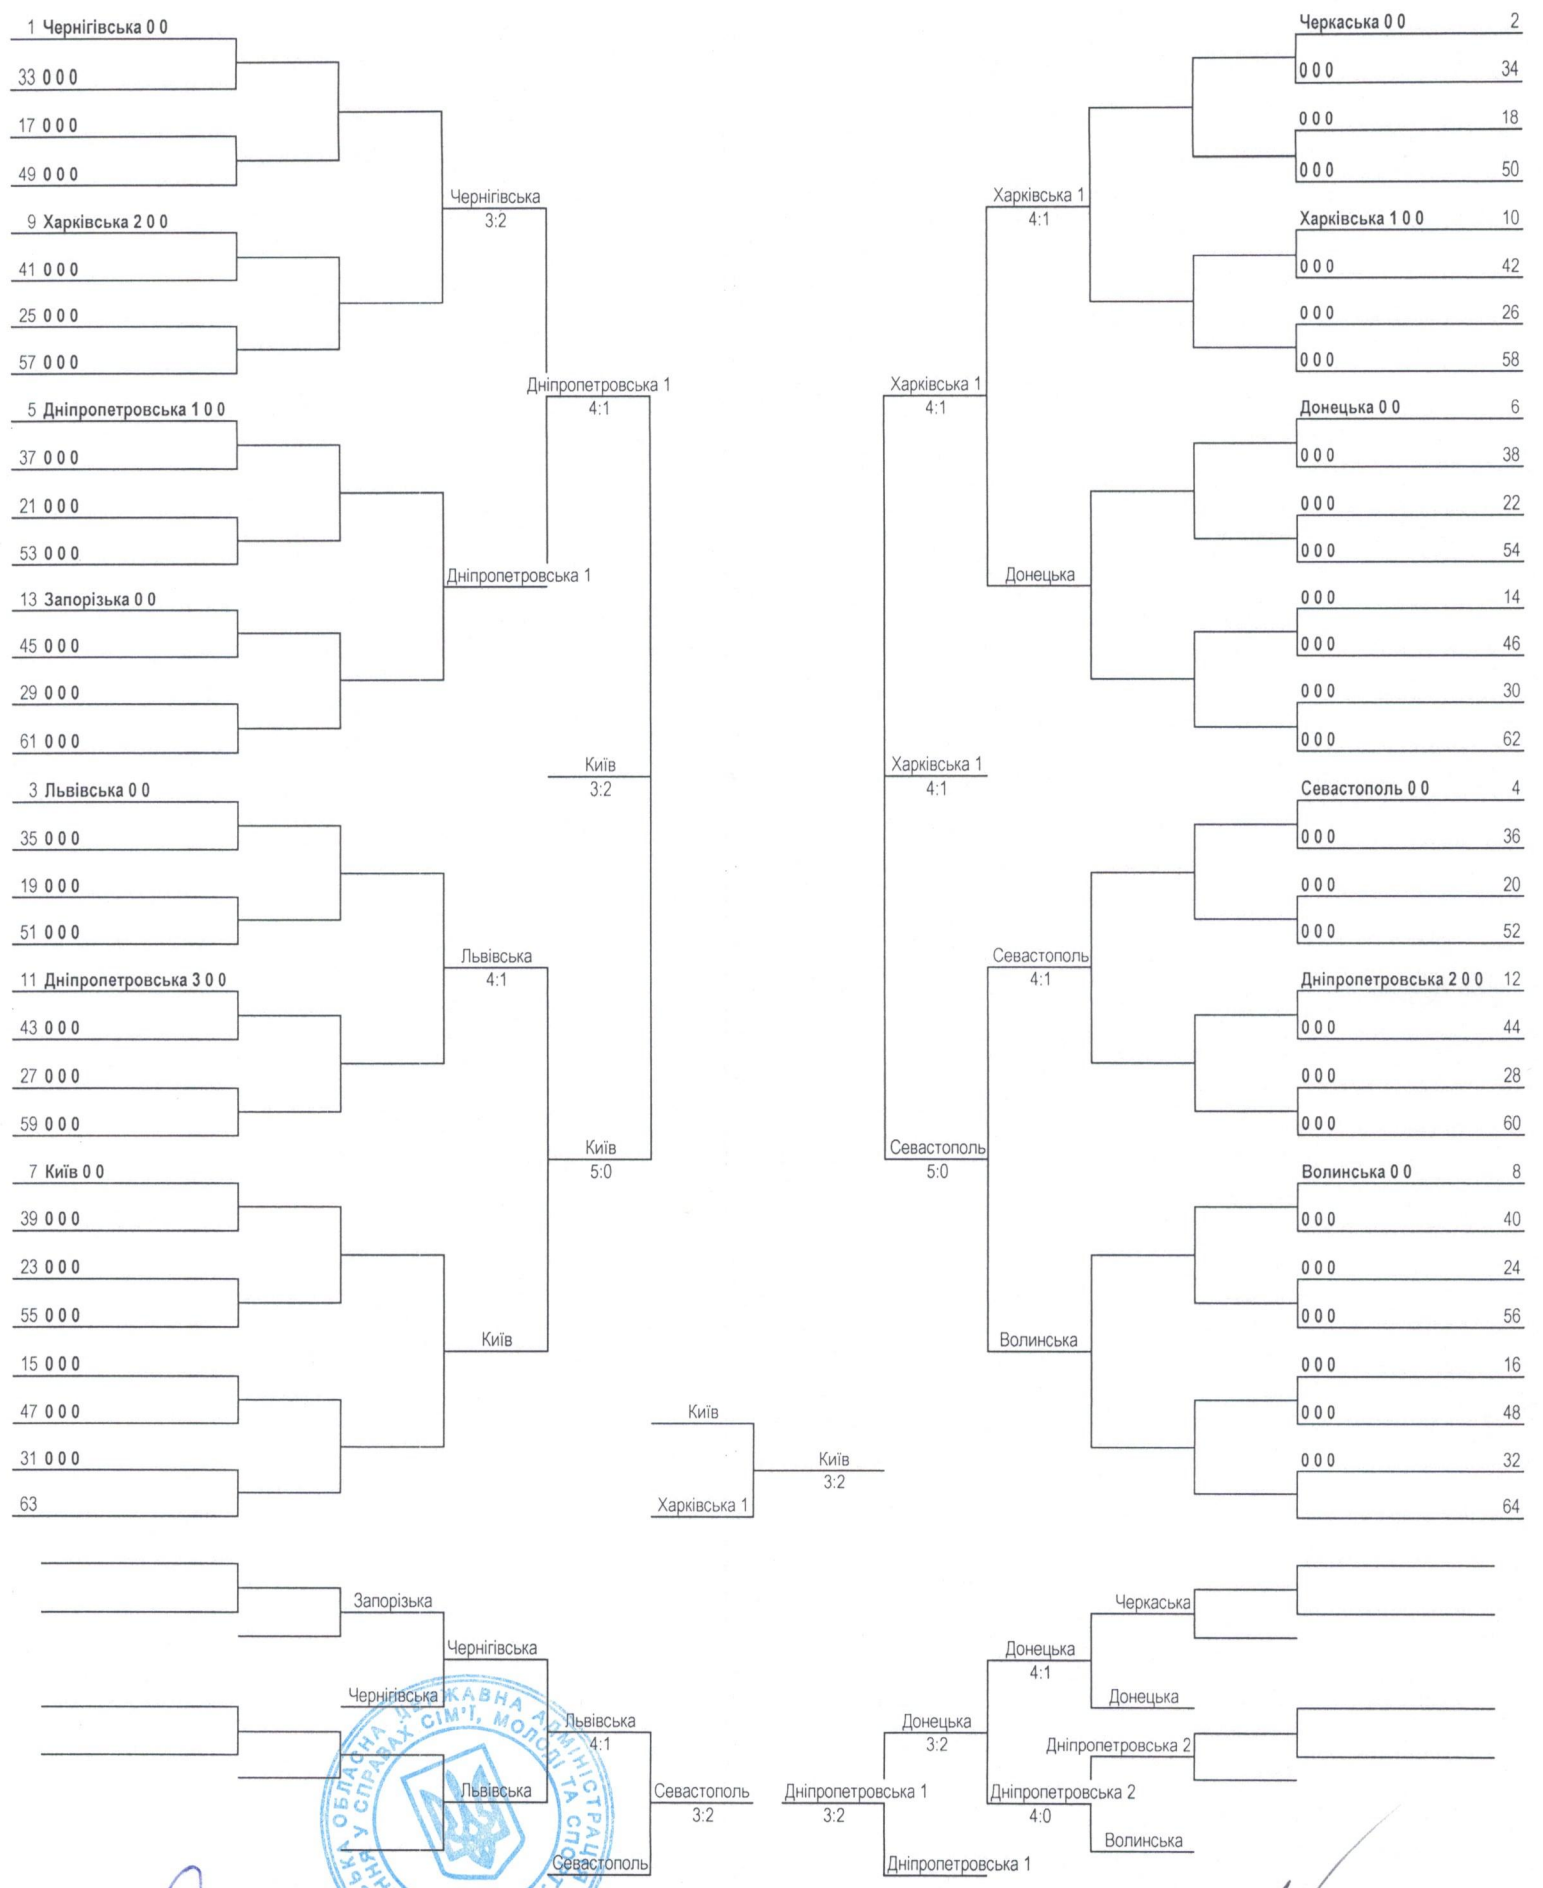 1 Чернігівська 0 0
33 0 0 0
17 0 0 0
49 0 0 0
9 Харківська 2 0 0
41 0 0 0
25 0 0 0
57 0 0 0
5 Дніпропетровська 1 0 0
37 0 0 0
21 0 0 0
53 0 0 0
13 Запорізька 0 0
45 0 0 0
29 0 0 0
61 0 0 0
3 Львівська 0 0
35 0 0 0
19 0 0 0
51 0 0 0
11 Дніпропетровська 3 0 0
43 0 0 0
27 0 0 0
59 0 0 0
7 Київ 0 0
39 0 0 0
23 0 0 0
55 0 0 0
15 0 0 0
47 0 0 0
31 0 0 0
63
Чернігівська
3:2
Дніпропетровська 1
4:1
Дніпропетровська 1
Київ
3:2
Львівська
4:1
Київ
5:0
Київ
Харківська 1
4:1
Харківська 1
4:1
Донецька
Харківська 1
4:1
Севастополь
4:1
Севастополь
5:0
Волинська
Черкаська 0 0 2
0 0 0 34
0 0 0 18
0 0 0 50
Харківська 1 0 0 10
0 0 0 42
0 0 0 26
0 0 0 58
Донецька 0 0 6
0 0 0 38
0 0 0 22
0 0 0 54
0 0 0 14
0 0 0 46
0 0 0 30
0 0 0 62
Севастополь 0 0 4
0 0 0 36
0 0 0 20
0 0 0 52
Дніпропетровська 2 0 0 12
0 0 0 44
0 0 0 28
0 0 0 60
Волинська 0 0 8
0 0 0 40
0 0 0 24
0 0 0 56
0 0 0 16
0 0 0 48
0 0 0 32
64
Київ
Київ
3:2
Харківська 1
Запорізька
Чернігівська
Чернігівська
Львівська
4:1
Львівська
Севастополь
3:2
Севастополь
Черкаська
Донецька
4:1
Донецька
Донецька
3:2
Дніпропетровська 2
Дніпропетровська 1
3:2
Дніпропетровська 2
4:0
Волинська
Дніпропетровська 1
ОБЛАСНА ДЕРЖАВНА АДМІНІСТРАЦІЯ
У СПРАВАХ СІМ'Ї, МОЛОДІ ТА СПОРТ